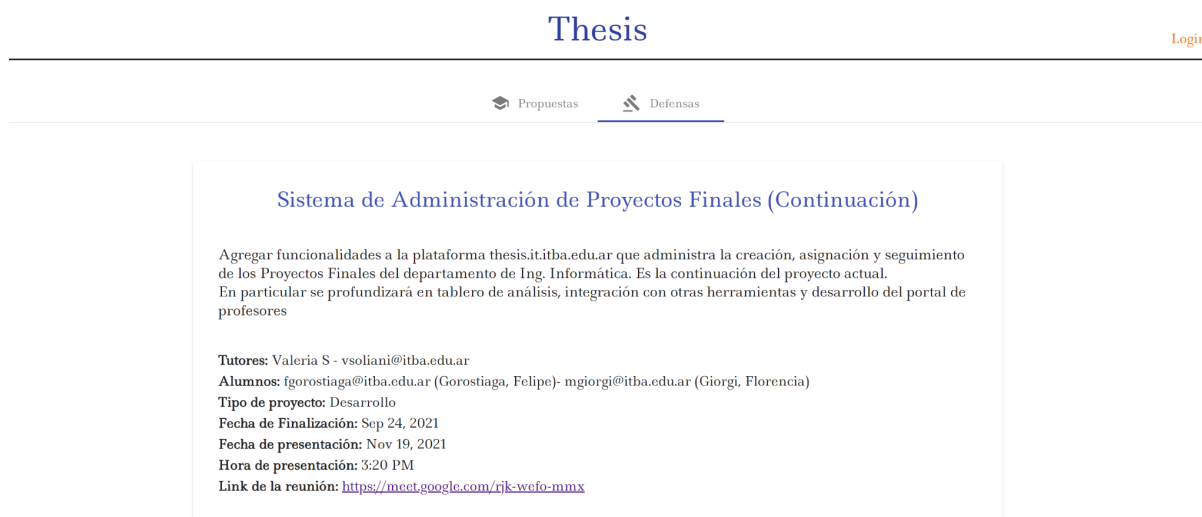 Thesis
Login
Propuestas Defensas
Sistema de Administración de Proyectos Finales (Continuación)
Agregar funcionalidades a la plataforma thesis.it.itba.edu.ar que administra la creación, asignación y seguimiento
de los Proyectos Finales del departamento de Ing. Informática. Es la continuación del proyecto actual.
En particular se profundizará en tablero de análisis, integración con otras herramientas y desarrollo del portal de
profesores
Tutores: Valeria S - vsoliani@itba.edu.ar
Alumnos: fgorostiaga@itba.edu.ar (Gorostiaga, Felipe)- mgiorgi@itba.edu.ar (Giorgi, Florencia)
Tipo de proyecto: Desarrollo
Fecha de Finalización: Sep 24, 2021
Fecha de presentación: Nov 19, 2021
Hora de presentación: 3:20 PM
Link de la reunión: https://meet.google.com/rjk-wefo-mmx